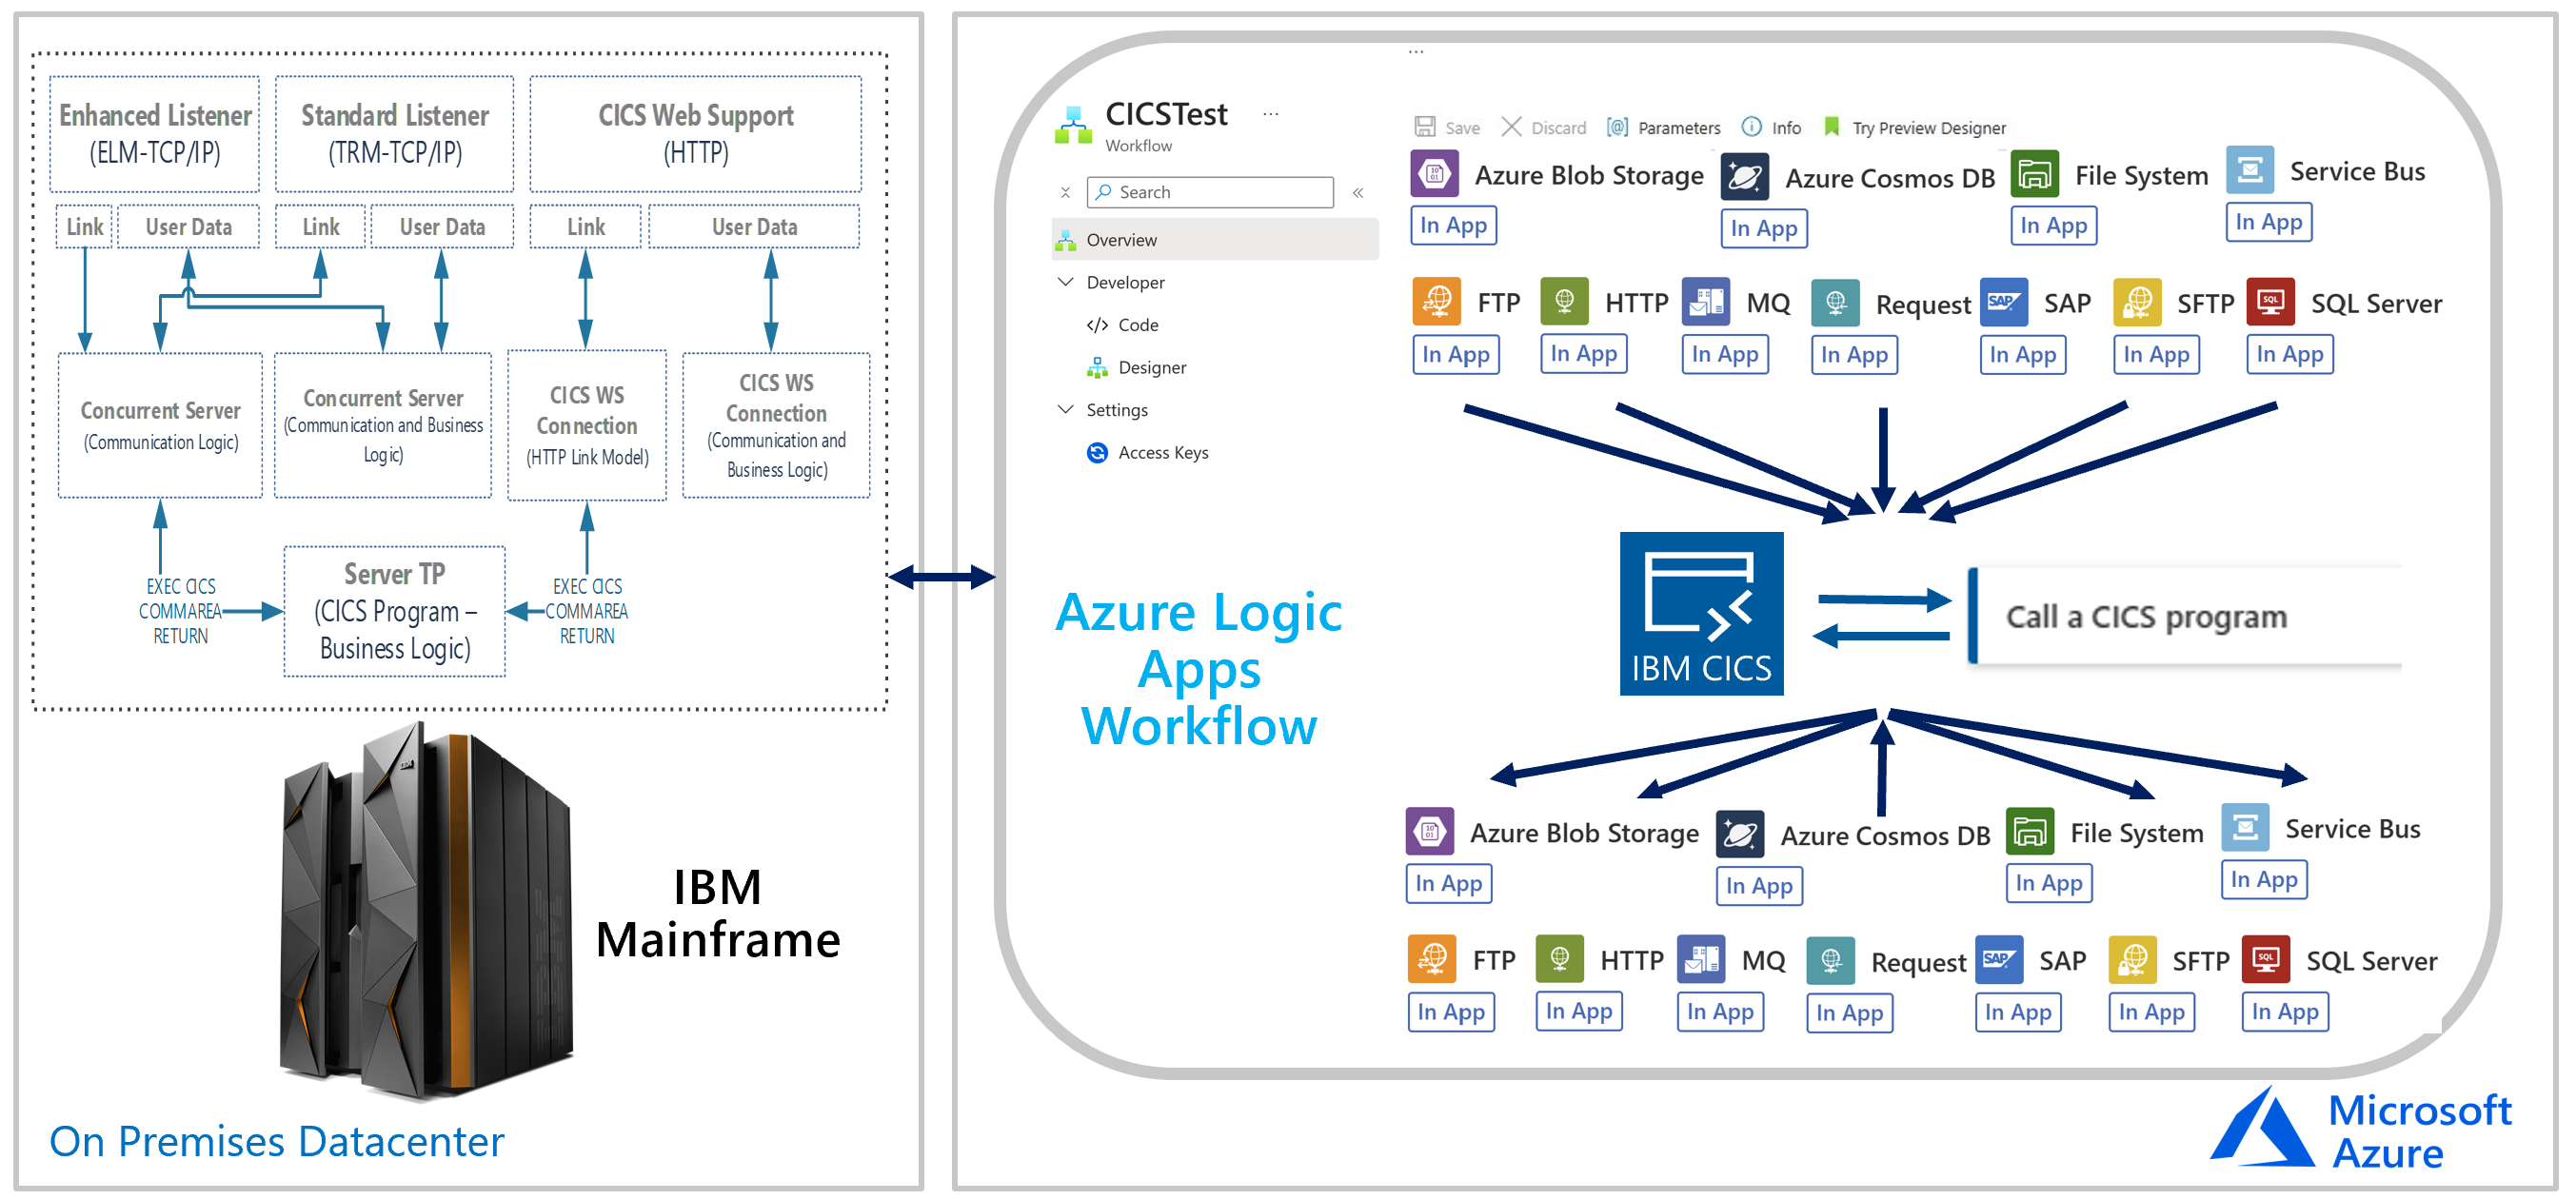 Enhanced Listener
(ELM-TCP/IP)
Standard Listener
(TRM-TCP/IP)
CICS Web Support
(HTTP)
Link
User Data
Link
User Data
Link
User Data
Concurrent Server
(Communication Logic)
Concurrent Server
(Communication and Business
Logic)
CICS WS
Connection
(HTTP Link Model)
CICS WS
Connection
(Communication and
Business Logic)
EXEC CICS
COMMAREA
RETURN
Server TP
(CICS Program –
Business Logic)
EXEC CICS
COMMAREA
RETURN
IBM
IBM
Mainframe
On Premises Datacenter
CICSTest
...
Workflow
Search
«
Overview
Developer
</> Code
Designer
Settings
Access Keys
Azure Logic
Apps
Workflow
...
Save
Discard
[@] Parameters
Info
Try Preview Designer
Azure Blob Storage
In App
Azure Cosmos DB
In App
File System
In App
Service Bus
In App
FTP
In App
HTTP
In App
MQ
In App
Request
In App
SAP
SAP
In App
SFTP
In App
SQL
SQL Server
In App
IBM CICS
Call a CICS program
Azure Blob Storage
In App
Azure Cosmos DB
In App
File System
In App
Service Bus
In App
FTP
In App
HTTP
In App
MQ
In App
Request
In App
SAP
SAP
In App
SFTP
In App
SQL
SQL Server
In App
Microsoft
Azure